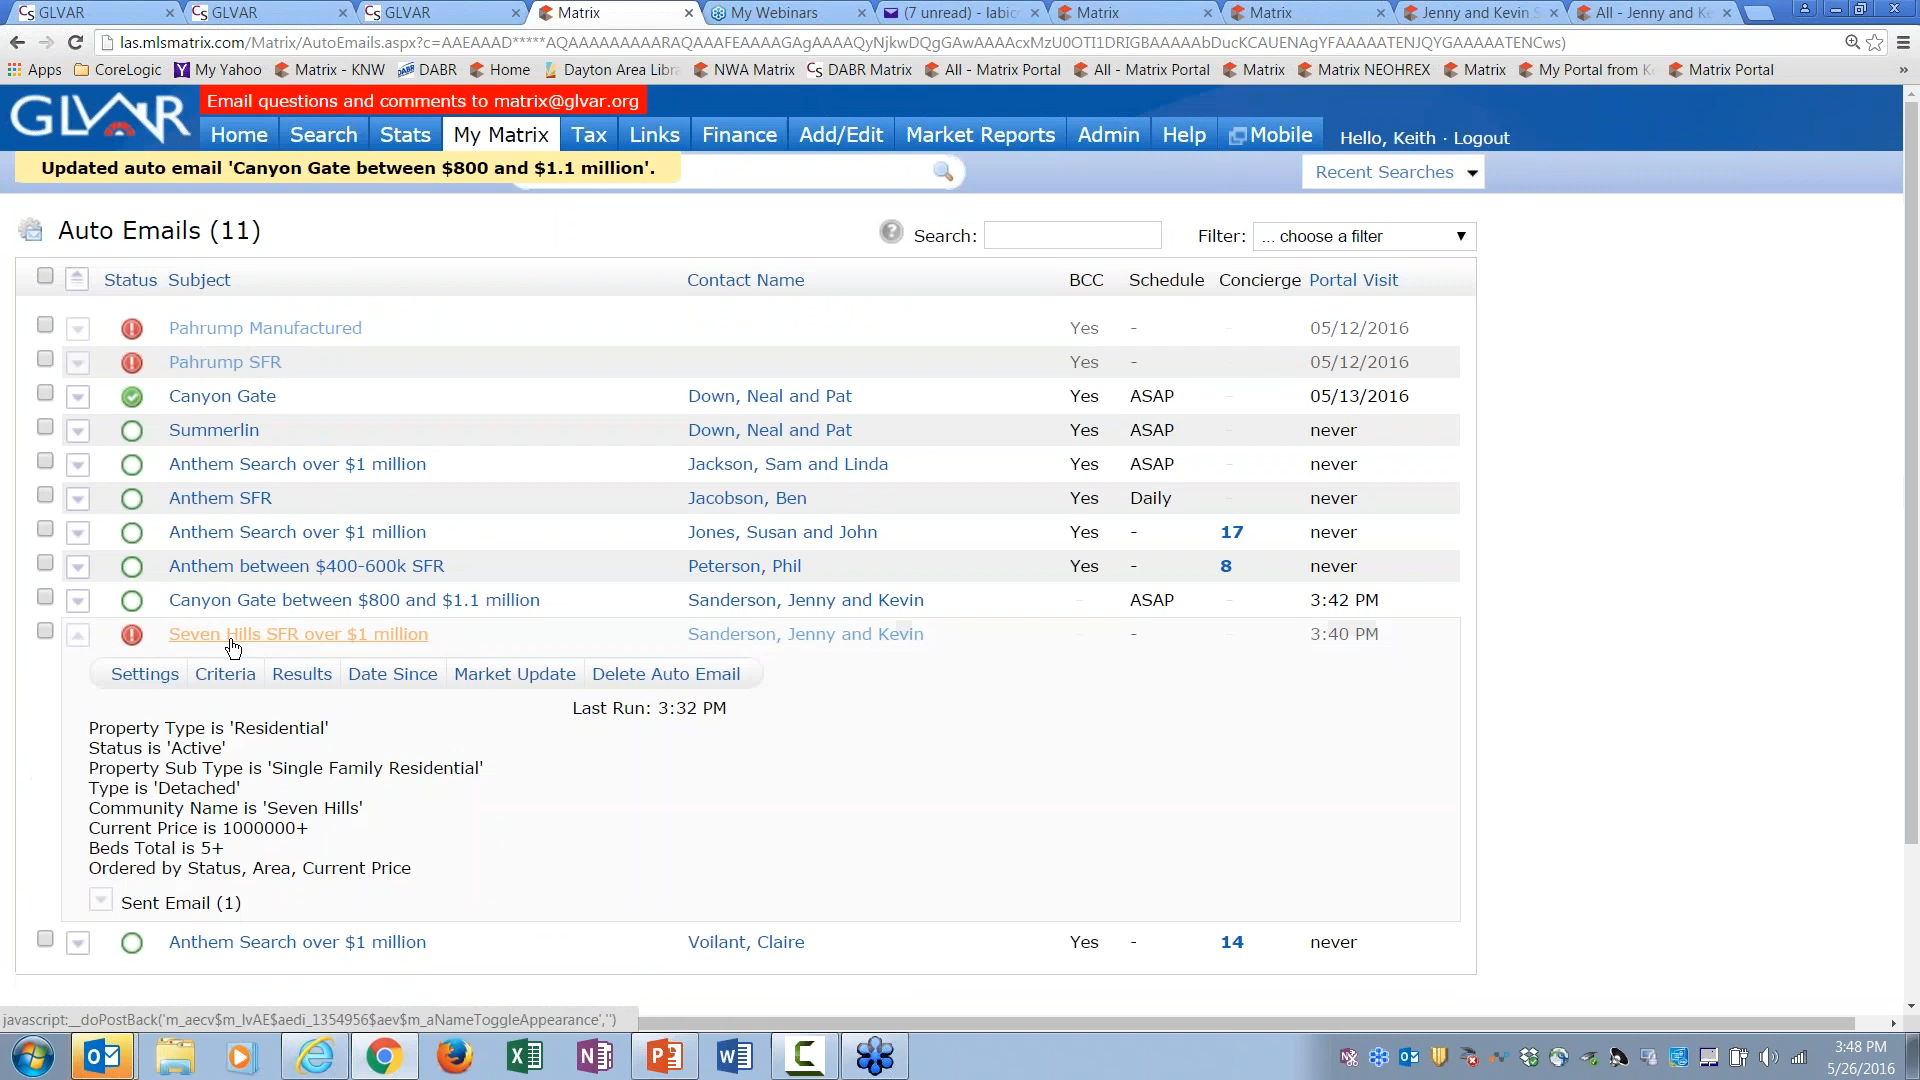 GLVAR
GLVAR
GLVAR
Matrix
My Webinars
(7 unread) - labic
Matrix
Matrix
Jenny and Kevin S
All - Jenny and Ke
las.mlsmatrix.com/Matrix/AutoEmails.aspx?c=AAEAAAD*****AQAAAAAAAAARAQAAAFEAAAAGAgAAAAQyNjkwDQgGAwAAAAcxMzU0OTI1DRIGBAAAAAbDucKCAUENAgYFAAAAATENJQYGAAAAATENCws)
Apps
CoreLogic
My Yahoo
Matrix - KNW
DABR
Home
Dayton Area Libr
NWA Matrix
DABR Matrix
All - Matrix Portal
All - Matrix Portal
Matrix
Matrix NEOHREX
Matrix
My Portal from K
Matrix Portal
»
GLVAR
Email questions and comments to matrix@glvar.org
Home Search Stats My Matrix Tax Links Finance Add/Edit Market Reports Admin Help Mobile
Hello, Keith · Logout
Updated auto email 'Canyon Gate between $800 and $1.1 million'.
Recent Searches
Auto Emails (11)
Search:
Filter: ... choose a filter
Status Subject Contact Name BCC Schedule Concierge Portal Visit
Pahrump Manufactured Yes - - 05/12/2016
Pahrump SFR Yes - - 05/12/2016
Canyon Gate Down, Neal and Pat Yes ASAP - 05/13/2016
Summerlin Down, Neal and Pat Yes ASAP - never
Anthem Search over $1 million Jackson, Sam and Linda Yes ASAP - never
Anthem SFR Jacobson, Ben Yes Daily - never
Anthem Search over $1 million Jones, Susan and John Yes - 17 never
Anthem between $400-600k SFR Peterson, Phil Yes - 8 never
Canyon Gate between $800 and $1.1 million Sanderson, Jenny and Kevin - ASAP - 3:42 PM
Seven Hills SFR over $1 million Sanderson, Jenny and Kevin - - - 3:40 PM
Settings Criteria Results Date Since Market Update Delete Auto Email
Last Run: 3:32 PM
Property Type is 'Residential'
Status is 'Active'
Property Sub Type is 'Single Family Residential'
Type is 'Detached'
Community Name is 'Seven Hills'
Current Price is 1000000+
Beds Total is 5+
Ordered by Status, Area, Current Price
Sent Email (1)
Anthem Search over $1 million Voilant, Claire Yes - 14 never
javascript:__doPostBack('m_aecv$m_lvAE$aedi_1354956$aev$m_aNameToggleAppearance','')
3:48 PM
5/26/2016